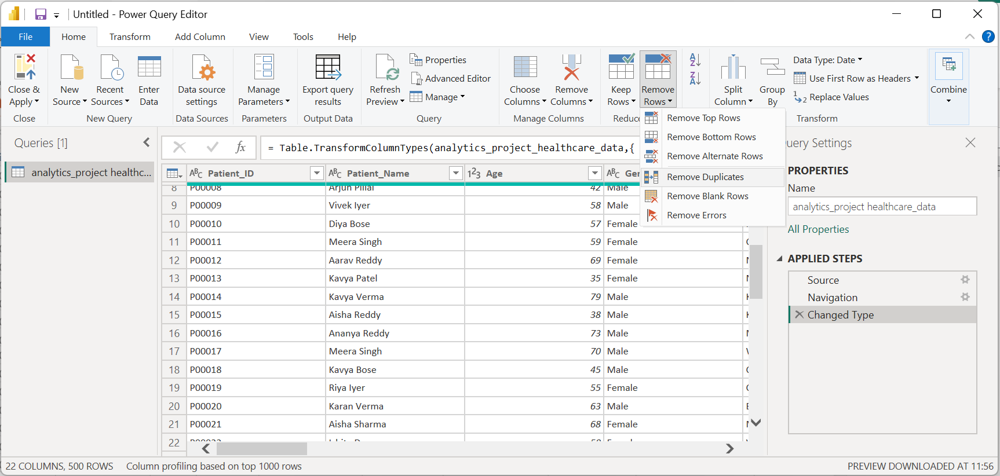 Untitled - Power Query Editor
File Home Transform Add Column View Tools Help
Close & Apply
New Source
Recent Sources
Enter Data
Data source settings
Manage Parameters
Export query results
Refresh Preview
Properties
Advanced Editor
Manage
Choose Columns
Remove Columns
Keep Rows
Remove Rows
Split Column
Group By
Data Type: Date
Use First Row as Headers
Replace Values
Combine
Close New Query Data Sources Parameters Output Data Query Manage Columns Reduce Transform
Remove Top Rows
Remove Bottom Rows
Remove Alternate Rows
Remove Duplicates
Remove Blank Rows
Remove Errors
Queries [1]
analytics_project healthc...
fx = Table.TransformColumnTypes(analytics_project_healthcare_data,{
ABC Patient_ID ABC Patient_Name 123 Age ABC Ger
8 P00008 Arjun Pillai 42 Male
9 P00009 Vivek Iyer 58 Male
10 P00010 Diya Bose 57 Female
11 P00011 Meera Singh 59 Female
12 P00012 Aarav Reddy 69 Female
13 P00013 Kavya Patel 35 Female
14 P00014 Kavya Verma 79 Male
15 P00015 Aisha Reddy 38 Male
16 P00016 Ananya Reddy 73 Male
17 P00017 Meera Singh 70 Male
18 P00018 Kavya Bose 45 Male
19 P00019 Riya Iyer 55 Female
20 P00020 Karan Verma 63 Male
21 P00021 Aisha Sharma 68 Female
22
uery Settings
PROPERTIES
Name
analytics_project healthcare_data
All Properties
APPLIED STEPS
Source
Navigation
Changed Type
22 COLUMNS, 500 ROWS Column profiling based on top 1000 rows
PREVIEW DOWNLOADED AT 11:56